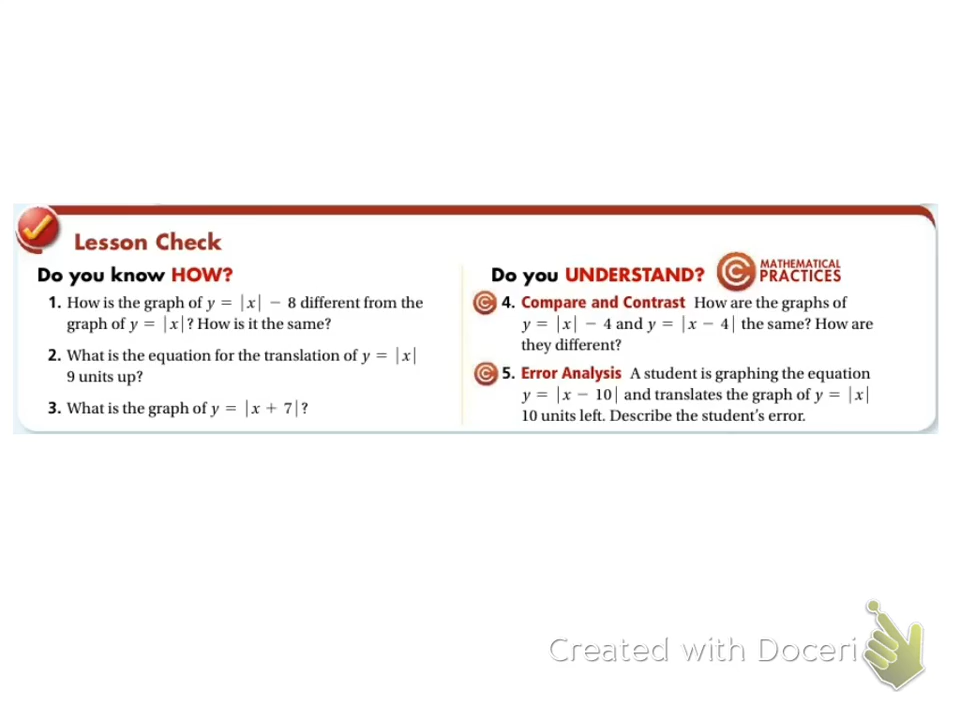 Lesson Check
Do you know HOW?
1. How is the graph of y = |x| − 8 different from the
graph of y = |x|? How is it the same?
2. What is the equation for the translation of y = |x|
9 units up?
3. What is the graph of y = |x + 7|?
Do you UNDERSTAND?
MATHEMATICAL
PRACTICES
4. Compare and Contrast How are the graphs of
y = |x| − 4 and y = |x − 4| the same? How are
they different?
5. Error Analysis A student is graphing the equation
y = |x − 10| and translates the graph of y = |x|
10 units left. Describe the student's error.
Created with Doceri